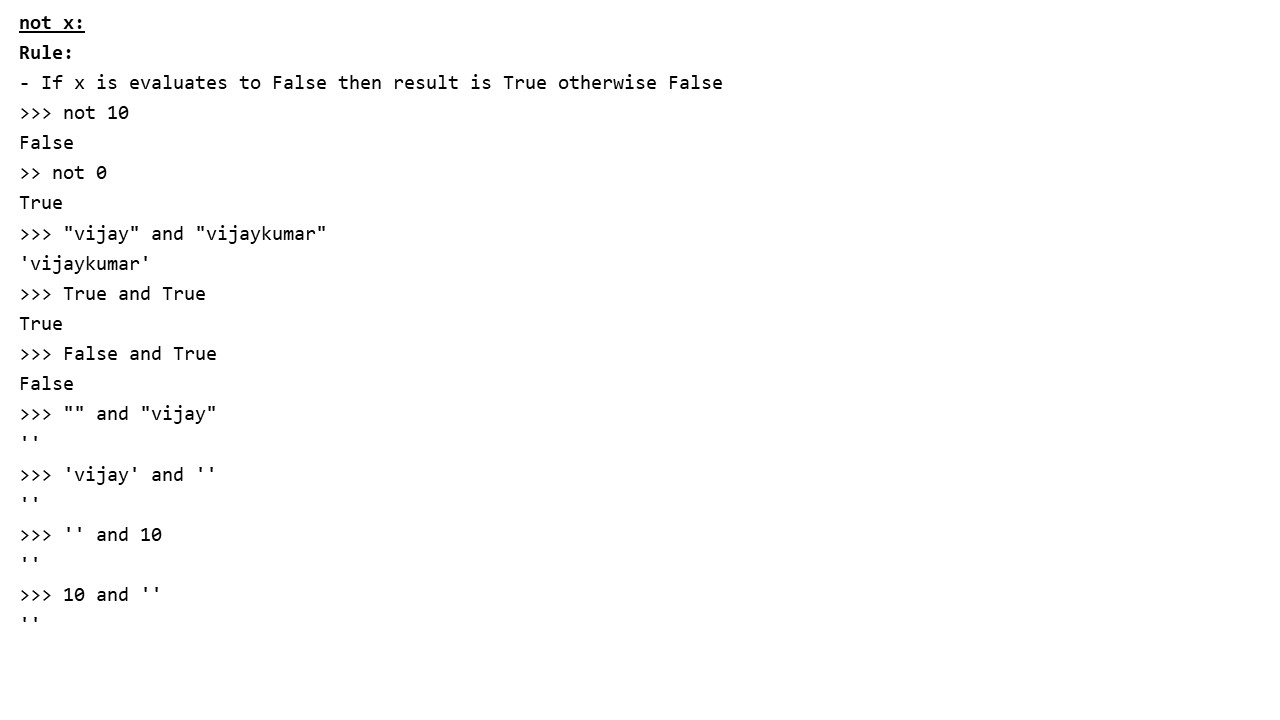 not x:
Rule:
- If x is evaluates to False then result is True otherwise False
>>> not 10
False
>> not 0
True
>>> "vijay" and "vijaykumar"
'vijaykumar'
>>> True and True
True
>>> False and True
False
>>> "" and "vijay"
''
>>> 'vijay' and ''
''
>>> '' and 10
''
>>> 10 and ''
''